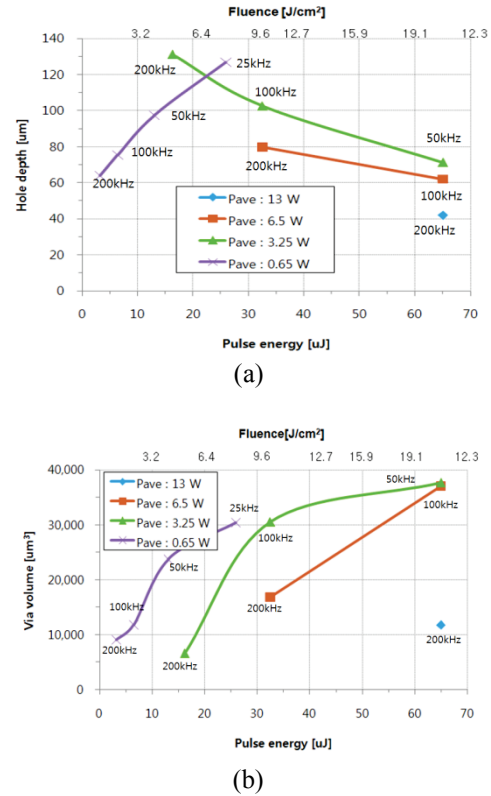 Fluence [J/cm²]
3.2 6.4 9.6 12.7 15.9 19.1 12.3
140
120
100
80
60
40
20
0
Hole depth [um]
200kHz
25kHz
100kHz
50kHz
50kHz
100kHz
200kHz
200kHz
100kHz
200kHz
Pave : 13 W
Pave : 6.5 W
Pave : 3.25 W
Pave : 0.65 W
0 10 20 30 40 50 60 70
Pulse energy [uJ]
(a)
Fluence[J/cm²]
3.2 6.4 9.6 12.7 15.9 19.1 12.3
40,000
30,000
20,000
10,000
0
Via volume [um³]
Pave : 13 W
Pave : 6.5 W
Pave : 3.25 W
Pave : 0.65 W
50kHz
100kHz
25kHz
100kHz
50kHz
100kHz
200kHz
200kHz
200kHz
200kHz
0 10 20 30 40 50 60 70
Pulse energy [uJ]
(b)